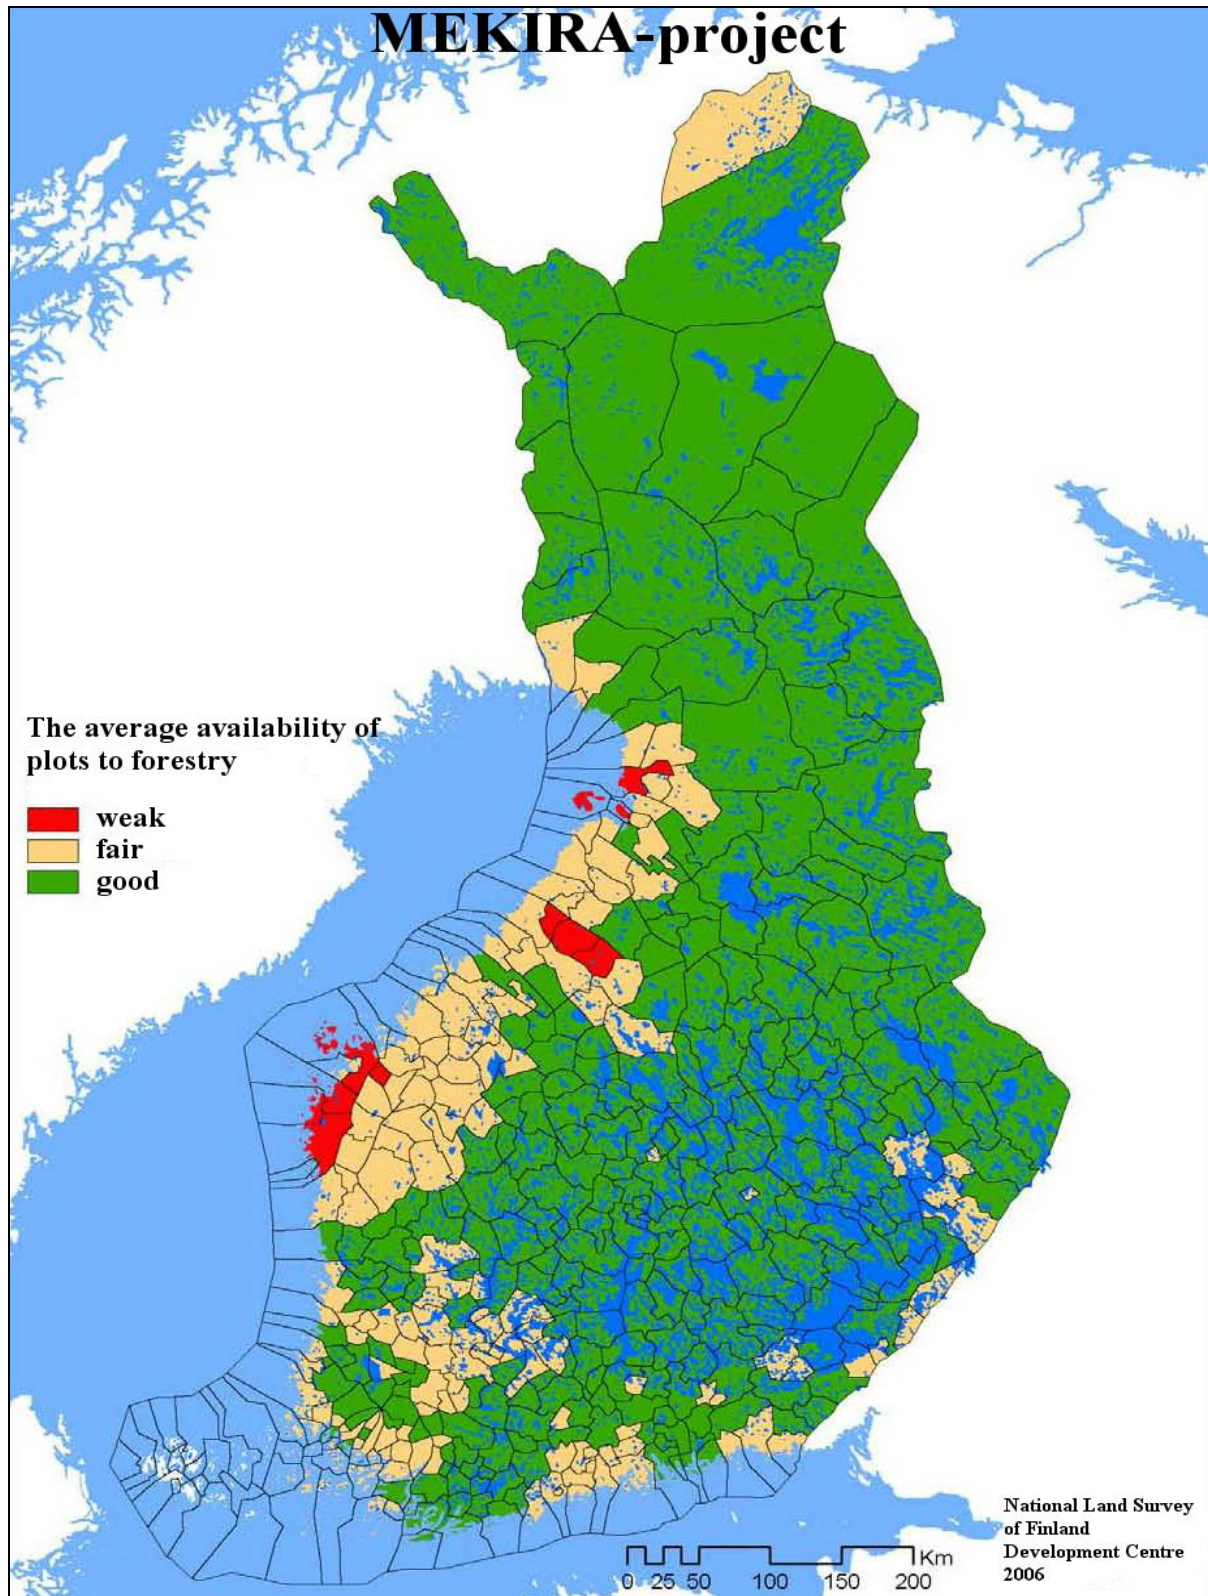 MEKIRA-project
The average availability of
plots to forestry
weak
fair
good
National Land Survey
of Finland
Development Centre
2006
Km
0 25 50 100 150 200